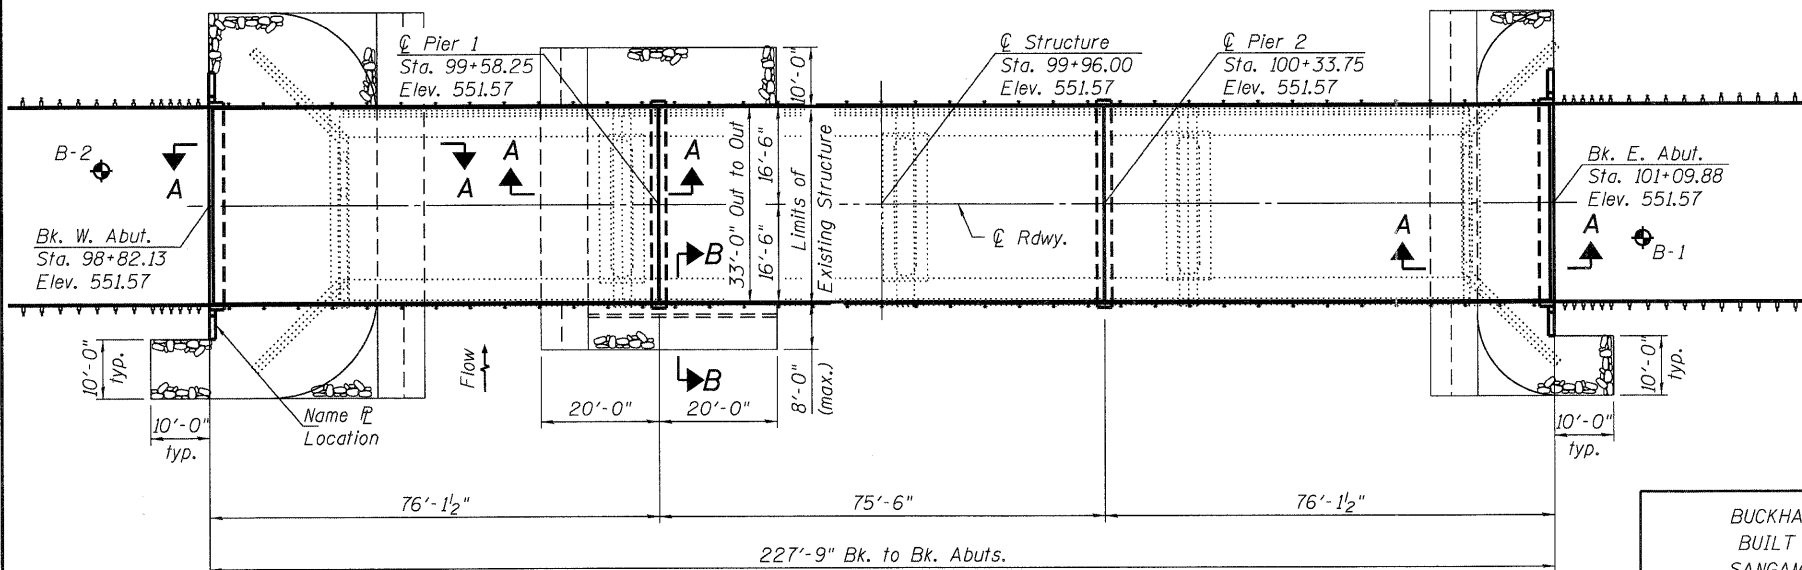 ℄ Pier 1
Sta. 99+58.25
Elev. 551.57
℄ Structure
Sta. 99+96.00
Elev. 551.57
℄ Pier 2
Sta. 100+33.75
Elev. 551.57
10'-0"
B-2
A
A
A
A
33'-0" Out to Out
16'-6"
16'-6"
Limits of
Existing Structure
Bk. E. Abut.
Sta. 101+09.88
Elev. 551.57
Bk. W. Abut.
Sta. 98+82.13
Elev. 551.57
B
℄ Rdwy.
A
A
B-1
10'-0"
typ.
Flow
B
8'-0"
(max.)
10'-0"
typ.
Name ℙL
Location
20'-0"
20'-0"
10'-0"
typ.
10'-0"
typ.
76'-1½"
75'-6"
76'-1½"
227'-9" Bk. to Bk. Abuts.
BUCKHA
BUILT
SANGAM